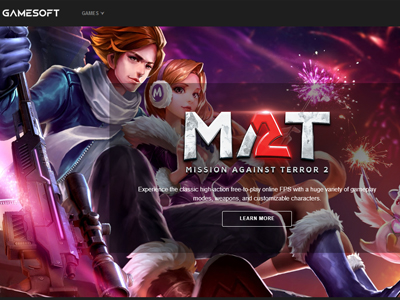 GAMESOFT
GAMES
M
M2T
MISSION AGAINST TERROR 2
Experience the classic high-action free-to-play online FPS with a huge variety of gameplay
modes, weapons, and customizable characters.
LEARN MORE